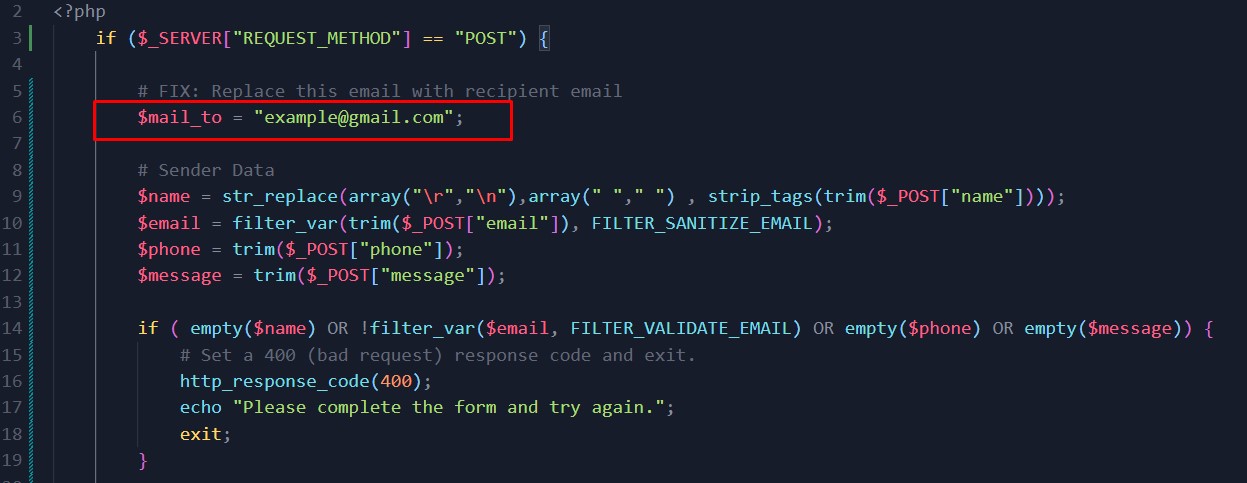 2 <?php
3 if ($_SERVER["REQUEST_METHOD"] == "POST") {
4
5 # FIX: Replace this email with recipient email
6 $mail_to = "example@gmail.com";
7
8 # Sender Data
9 $name = str_replace(array("\r","\n"),array(" "," ") , strip_tags(trim($_POST["name"])));
10 $email = filter_var(trim($_POST["email"]), FILTER_SANITIZE_EMAIL);
11 $phone = trim($_POST["phone"]);
12 $message = trim($_POST["message"]);
13
14 if ( empty($name) OR !filter_var($email, FILTER_VALIDATE_EMAIL) OR empty($phone) OR empty($message)) {
15 # Set a 400 (bad request) response code and exit.
16 http_response_code(400);
17 echo "Please complete the form and try again.";
18 exit;
19 }